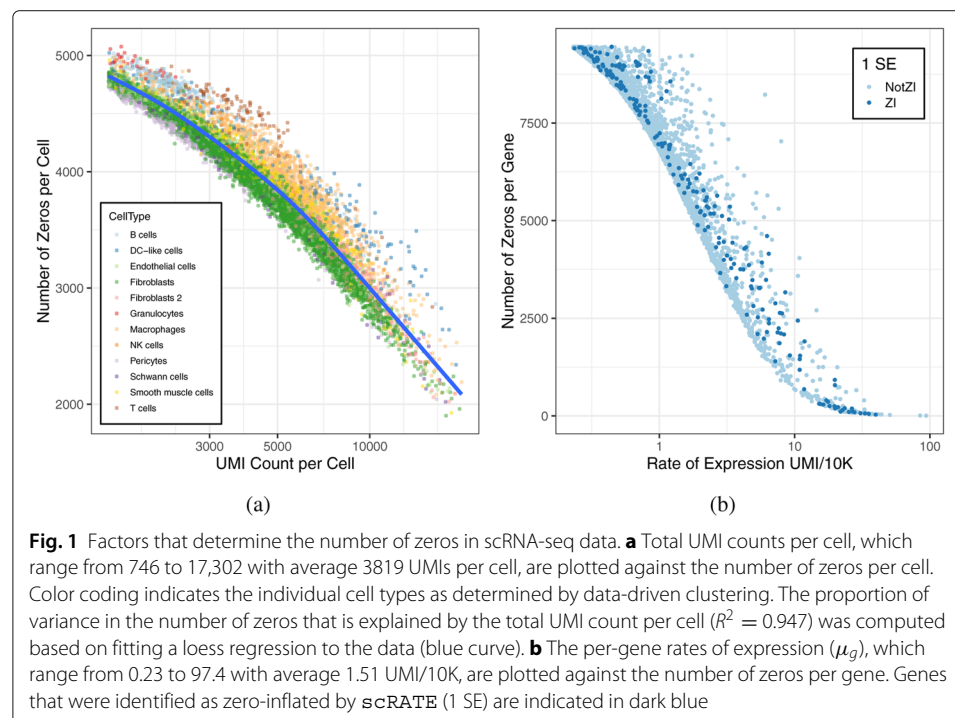 5000
4000
3000
2000
Number of Zeros per Cell
CellType
B cells
DC−like cells
Endothelial cells
Fibroblasts
Fibroblasts 2
Granulocytes
Macrophages
NK cells
Pericytes
Schwann cells
Smooth muscle cells
T cells
3000 5000 10000
UMI Count per Cell
(a)
7500
5000
2500
0
Number of Zeros per Gene
1 SE
NotZI
ZI
1 10 100
Rate of Expression UMI/10K
(b)
Fig. 1 Factors that determine the number of zeros in scRNA-seq data. a Total UMI counts per cell, which
range from 746 to 17,302 with average 3819 UMIs per cell, are plotted against the number of zeros per cell.
Color coding indicates the individual cell types as determined by data-driven clustering. The proportion of
variance in the number of zeros that is explained by the total UMI count per cell (R² = 0.947) was computed
based on fitting a loess regression to the data (blue curve). b The per-gene rates of expression (μg), which
range from 0.23 to 97.4 with average 1.51 UMI/10K, are plotted against the number of zeros per gene. Genes
that were identified as zero-inflated by scRATE (1 SE) are indicated in dark blue